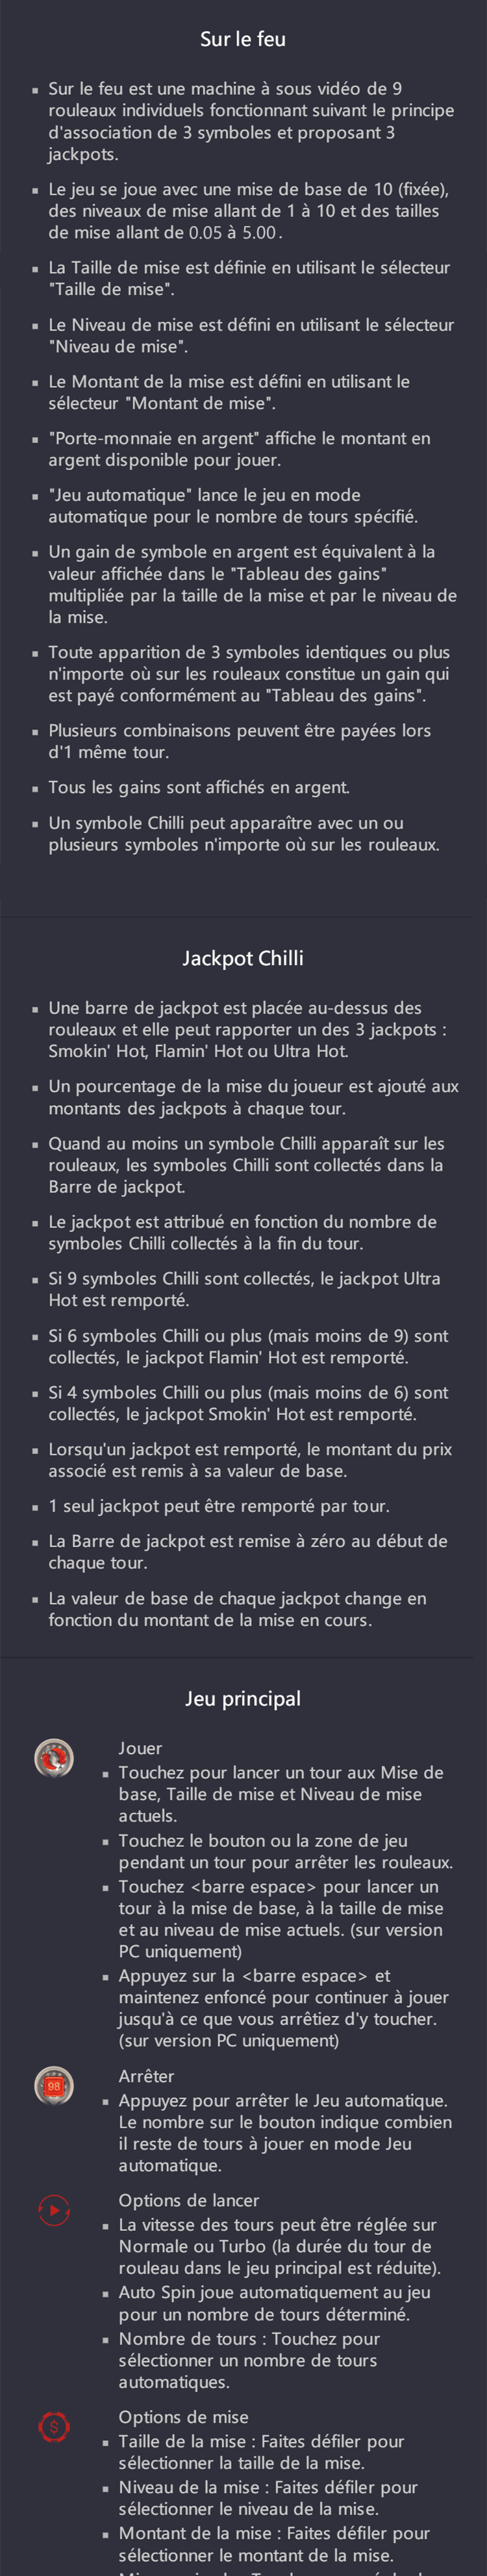 Sur le feu
▪ Sur le feu est une machine à sous vidéo de 9
rouleaux individuels fonctionnant suivant le principe
d'association de 3 symboles et proposant 3
jackpots.
▪ Le jeu se joue avec une mise de base de 10 (fixée),
des niveaux de mise allant de 1 à 10 et des tailles
de mise allant de 0.05 à 5.00.
▪ La Taille de mise est définie en utilisant le sélecteur
"Taille de mise".
▪ Le Niveau de mise est défini en utilisant le sélecteur
"Niveau de mise".
▪ Le Montant de la mise est défini en utilisant le
sélecteur "Montant de mise".
▪ "Porte-monnaie en argent" affiche le montant en
argent disponible pour jouer.
▪ "Jeu automatique" lance le jeu en mode
automatique pour le nombre de tours spécifié.
▪ Un gain de symbole en argent est équivalent à la
valeur affichée dans le "Tableau des gains"
multipliée par la taille de la mise et par le niveau de
la mise.
▪ Toute apparition de 3 symboles identiques ou plus
n'importe où sur les rouleaux constitue un gain qui
est payé conformément au "Tableau des gains".
▪ Plusieurs combinaisons peuvent être payées lors
d'1 même tour.
▪ Tous les gains sont affichés en argent.
▪ Un symbole Chilli peut apparaître avec un ou
plusieurs symboles n'importe où sur les rouleaux.
Jackpot Chilli
▪ Une barre de jackpot est placée au-dessus des
rouleaux et elle peut rapporter un des 3 jackpots :
Smokin' Hot, Flamin' Hot ou Ultra Hot.
▪ Un pourcentage de la mise du joueur est ajouté aux
montants des jackpots à chaque tour.
▪ Quand au moins un symbole Chilli apparaît sur les
rouleaux, les symboles Chilli sont collectés dans la
Barre de jackpot.
▪ Le jackpot est attribué en fonction du nombre de
symboles Chilli collectés à la fin du tour.
▪ Si 9 symboles Chilli sont collectés, le jackpot Ultra
Hot est remporté.
▪ Si 6 symboles Chilli ou plus (mais moins de 9) sont
collectés, le jackpot Flamin' Hot est remporté.
▪ Si 4 symboles Chilli ou plus (mais moins de 6) sont
collectés, le jackpot Smokin' Hot est remporté.
▪ Lorsqu'un jackpot est remporté, le montant du prix
associé est remis à sa valeur de base.
▪ 1 seul jackpot peut être remporté par tour.
▪ La Barre de jackpot est remise à zéro au début de
chaque tour.
▪ La valeur de base de chaque jackpot change en
fonction du montant de la mise en cours.
Jeu principal
Jouer
▪ Touchez pour lancer un tour aux Mise de
base, Taille de mise et Niveau de mise
actuels.
▪ Touchez le bouton ou la zone de jeu
pendant un tour pour arrêter les rouleaux.
▪ Touchez <barre espace> pour lancer un
tour à la mise de base, à la taille de mise
et au niveau de mise actuels. (sur version
PC uniquement)
▪ Appuyez sur la <barre espace> et
maintenez enfoncé pour continuer à jouer
jusqu'à ce que vous arrêtiez d'y toucher.
(sur version PC uniquement)
98
Arrêter
▪ Appuyez pour arrêter le Jeu automatique.
Le nombre sur le bouton indique combien
il reste de tours à jouer en mode Jeu
automatique.
Options de lancer
▪ La vitesse des tours peut être réglée sur
Normale ou Turbo (la durée du tour de
rouleau dans le jeu principal est réduite).
▪ Auto Spin joue automatiquement au jeu
pour un nombre de tours déterminé.
▪ Nombre de tours : Touchez pour
sélectionner un nombre de tours
automatiques.
$
Options de mise
▪ Taille de la mise : Faites défiler pour
sélectionner la taille de la mise.
▪ Niveau de la mise : Faites défiler pour
sélectionner le niveau de la mise.
▪ Montant de la mise : Faites défiler pour
sélectionner le montant de la mise.